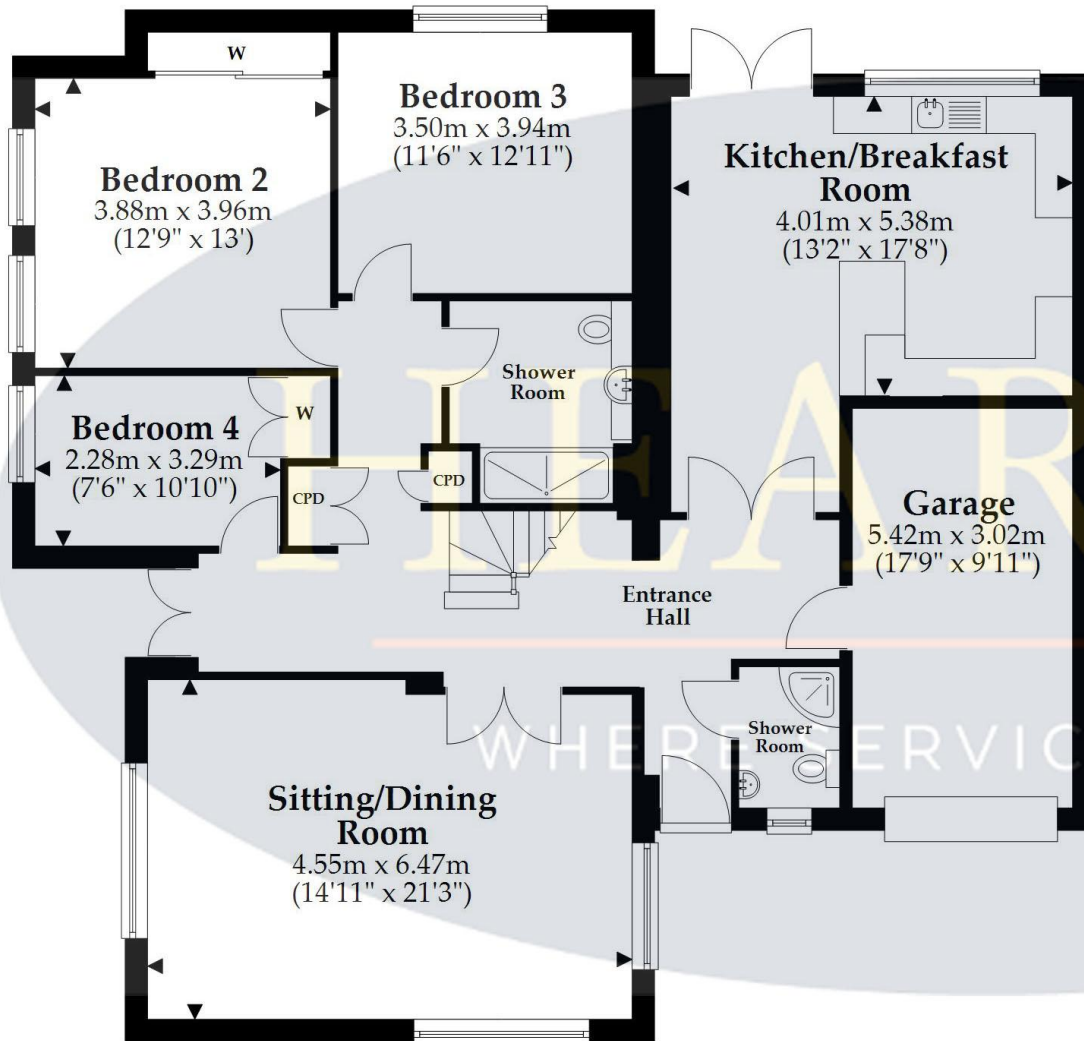 W
Bedroom 3
3.50m x 3.94m
(11'6" x 12'11")
Bedroom 2
3.88m x 3.96m
(12'9" x 13')
Kitchen/Breakfast
Room
4.01m x 5.38m
(13'2" x 17'8")
Shower
Room
Bedroom 4
2.28m x 3.29m
(7'6" x 10'10")
W
CPD
CPD
Garage
5.42m x 3.02m
(17'9" x 9'11")
Entrance
Hall
Shower
Room
Sitting/Dining
Room
4.55m x 6.47m
(14'11" x 21'3")
HEAR
WHERE SERVIC